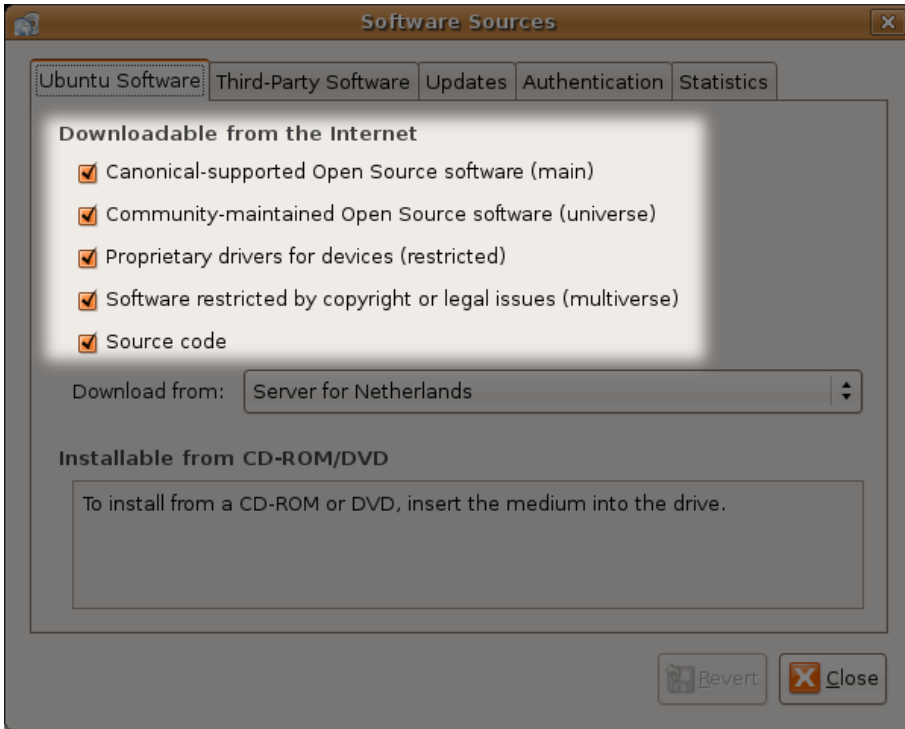 Software Sources
Ubuntu Software Third-Party Software Updates Authentication Statistics
Downloadable from the Internet
Canonical-supported Open Source software (main)
Community-maintained Open Source software (universe)
Proprietary drivers for devices (restricted)
Software restricted by copyright or legal issues (multiverse)
Source code
Download from: Server for Netherlands
Installable from CD-ROM/DVD
To install from a CD-ROM or DVD, insert the medium into the drive.
Revert Close